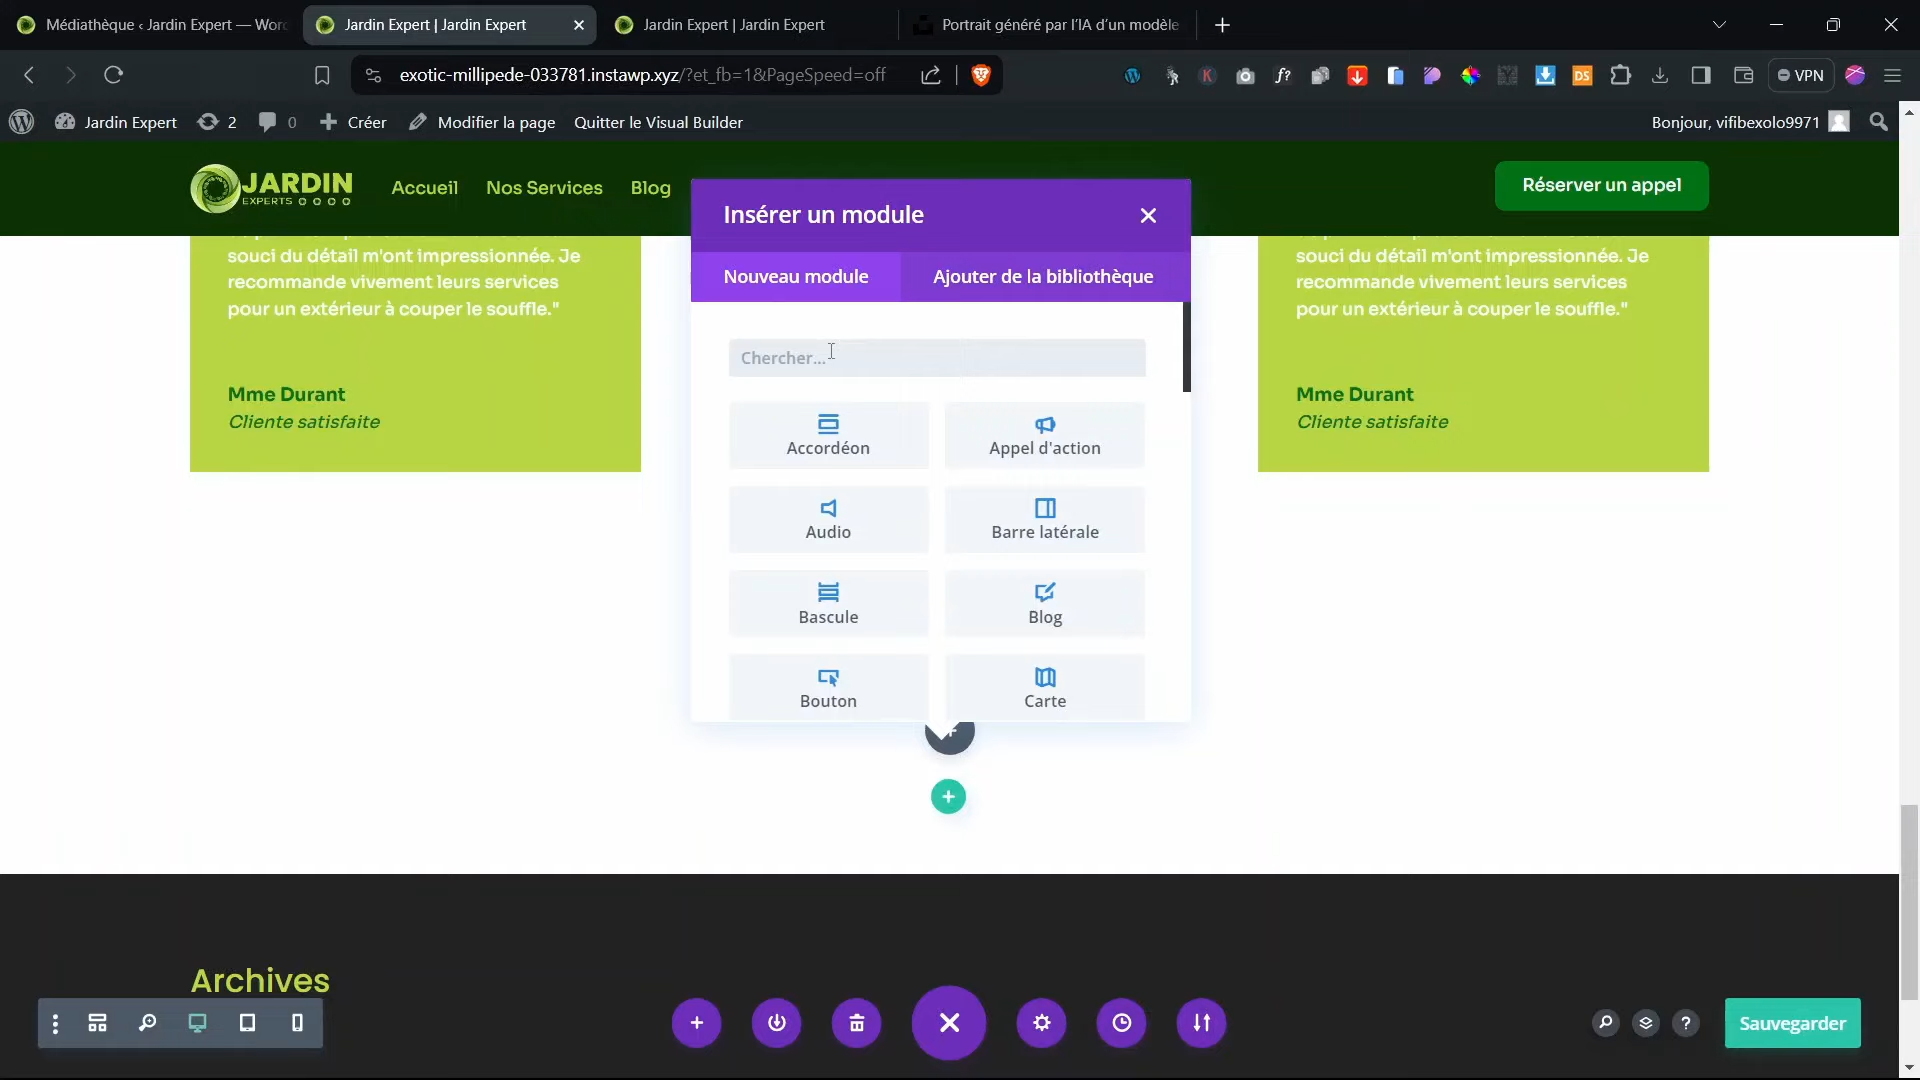 Médiathèque ‹ Jardin Expert — Wor
Jardin Expert | Jardin Expert
Jardin Expert | Jardin Expert
Portrait généré par l'IA d'un modèle
exotic-millipede-033781.instawp.xyz/?et_fb=1&PageSpeed=off
VPN
Jardin Expert
2
0
Créer
Modifier la page
Quitter le Visual Builder
Bonjour, vifibexolo9971
JARDIN
EXPERTS
Accueil
Nos Services
Blog
Réserver un appel
Insérer un module
Nouveau module
Ajouter de la bibliothèque
Chercher...
Accordéon
Appel d'action
Audio
Barre latérale
Bascule
Blog
Bouton
Carte
souci du détail m'ont impressionnée. Je
recommande vivement leurs services
pour un extérieur à couper le souffle."
Mme Durant
Cliente satisfaite
souci du détail m'ont impressionnée. Je
recommande vivement leurs services
pour un extérieur à couper le souffle."
Mme Durant
Cliente satisfaite
Archives
Sauvegarder